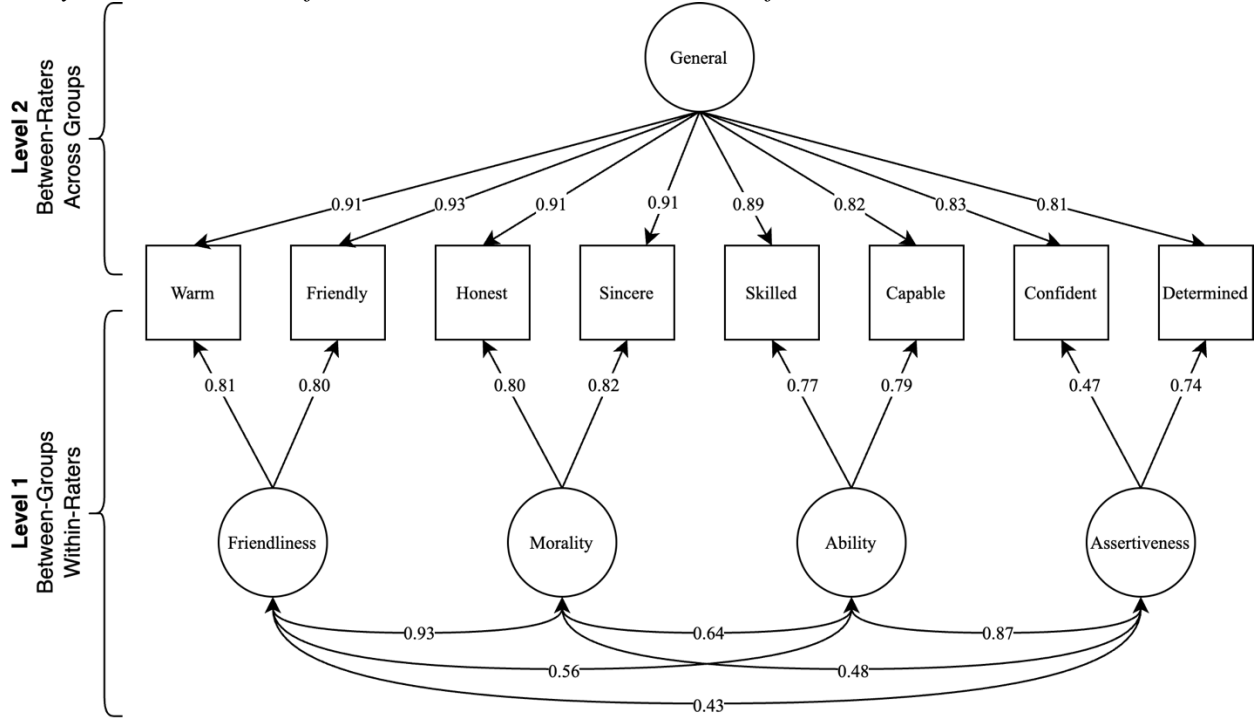 General
Level 2
Between-Raters
Across Groups
0.91
0.93
0.91
0.91
0.89
0.82
0.83
0.81
Warm
Friendly
Honest
Sincere
Skilled
Capable
Confident
Determined
Level 1
Between-Groups
Within-Raters
0.81
0.80
0.80
0.82
0.77
0.79
0.47
0.74
Friendliness
Morality
Ability
Assertiveness
0.93
0.64
0.87
0.56
0.48
0.43